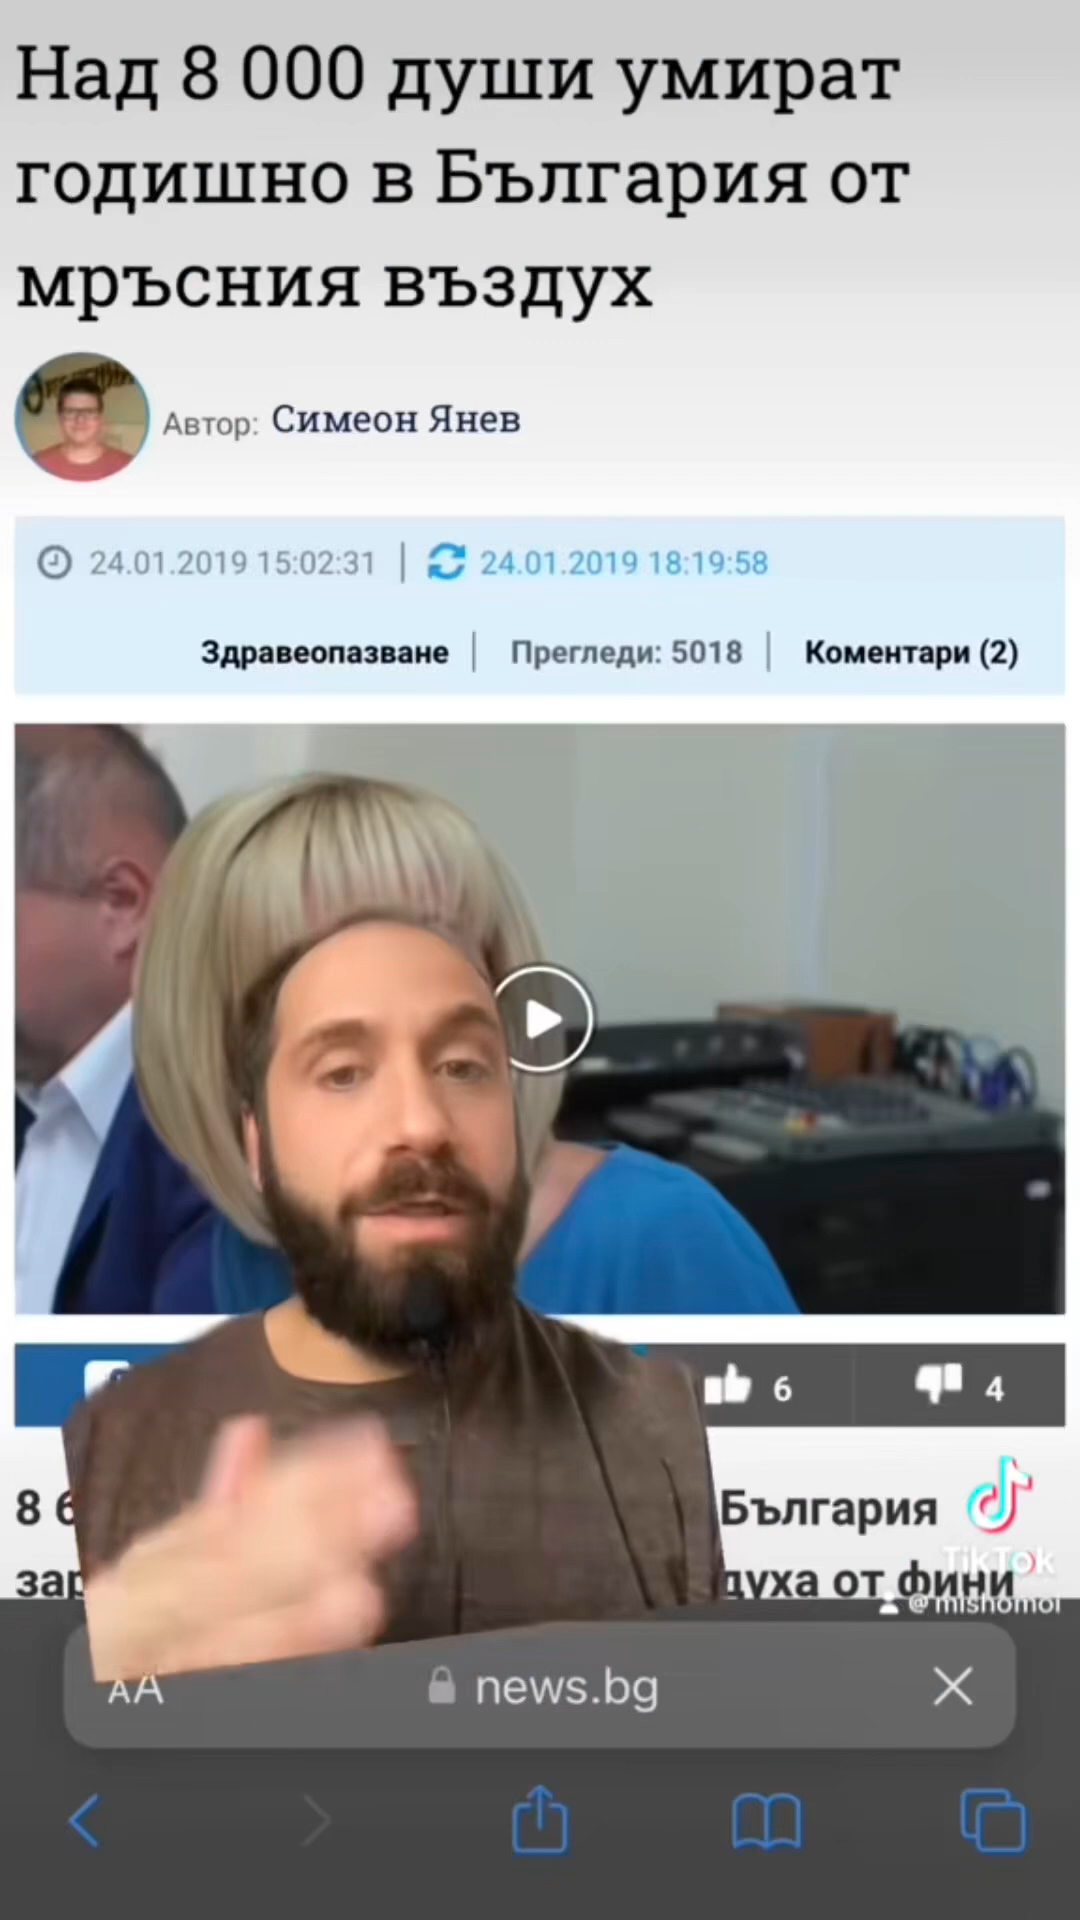 Над 8 000 души умират
годишно в България от
мръсния въздух
Автор: Симеон Янев
24.01.2019 15:02:31 | 24.01.2019 18:19:58
Здравеопазване | Прегледи: 5018 | Коментари (2)
6 4
8 България
TikTok
от фини
@mishomoi
AA news.bg